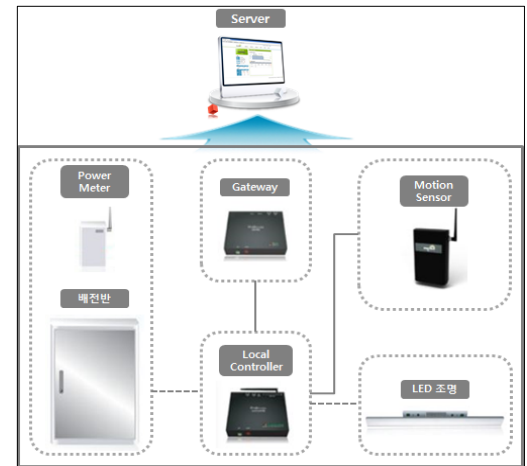 Server
Power
Meter
Gateway
Motion
Sensor
배전반
Local
Controller
LED 조명